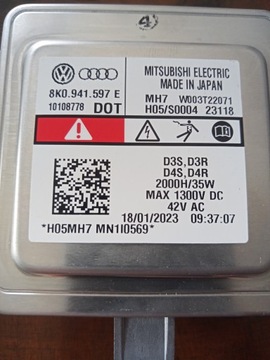 4
8K0.941.597 E
10108778 DOT
MITSUBISHI ELECTRIC
MADE IN JAPAN
MH7 W003T22071
H05/S0004 23118
D3S,D3R
D4S,D4R
2000H/35W
MAX 1300V DC
42V AC
18/01/2023 09:37:07
*H05MH7 MN1I0569*